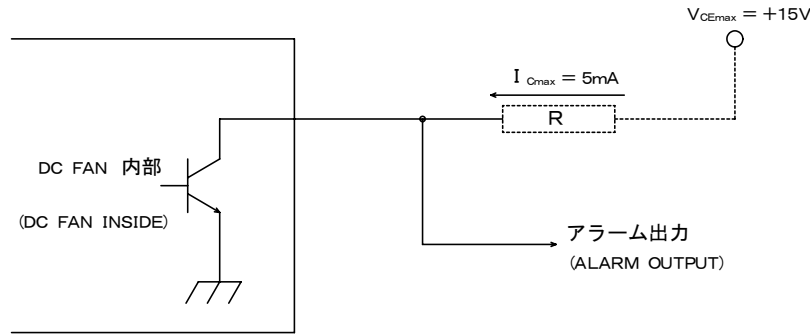 VCEmax = +15V
I Cmax = 5mA
R
DC FAN 内部
(DC FAN INSIDE)
アラーム出力
(ALARM OUTPUT)